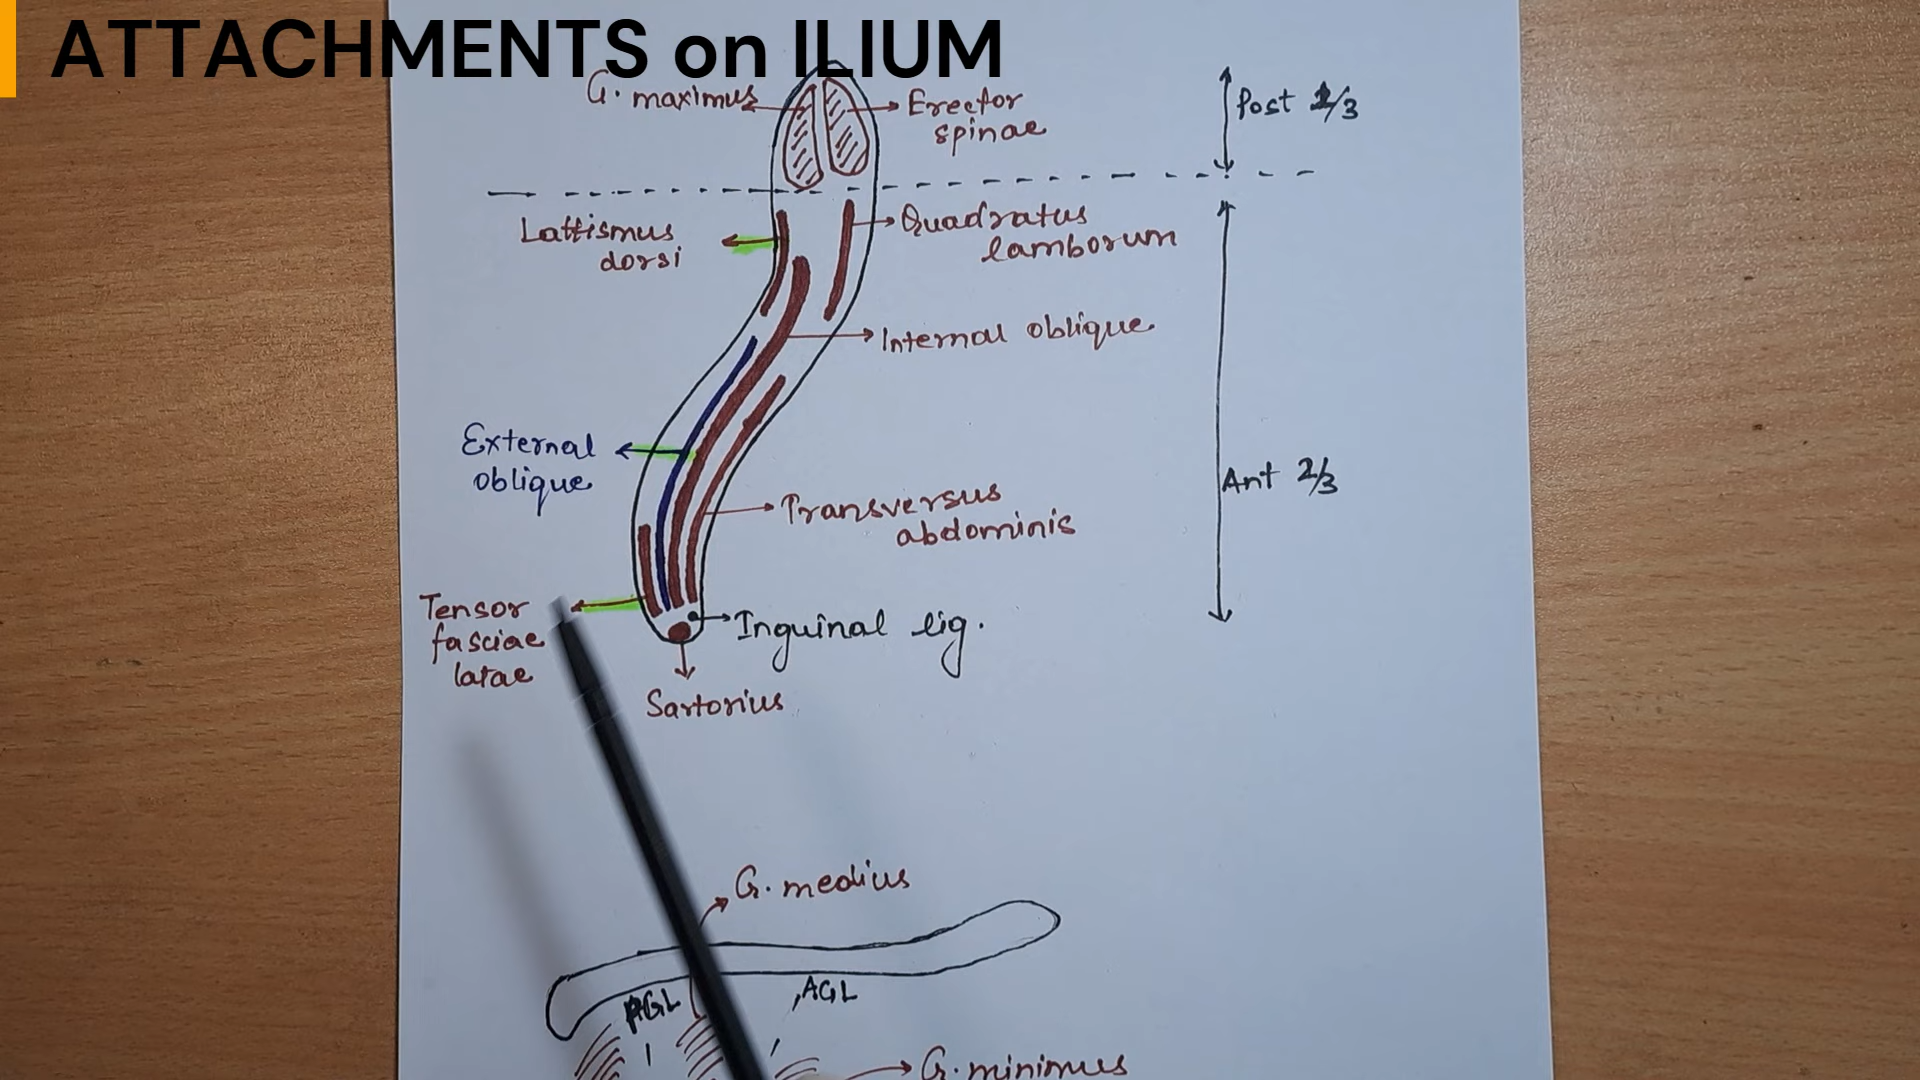 ATTACHMENTS on ILIUM
G. maximus
Erector
spinae
Post 1/3
Lattismus
dorsi
Quadratus
lamborum
Internal oblique
External
oblique
Ant 2/3
Transversus
abdominis
Tensor
fasciae
latae
Inguinal lig.
Sartorius
G. medius
PGL
AGL
G. minimus